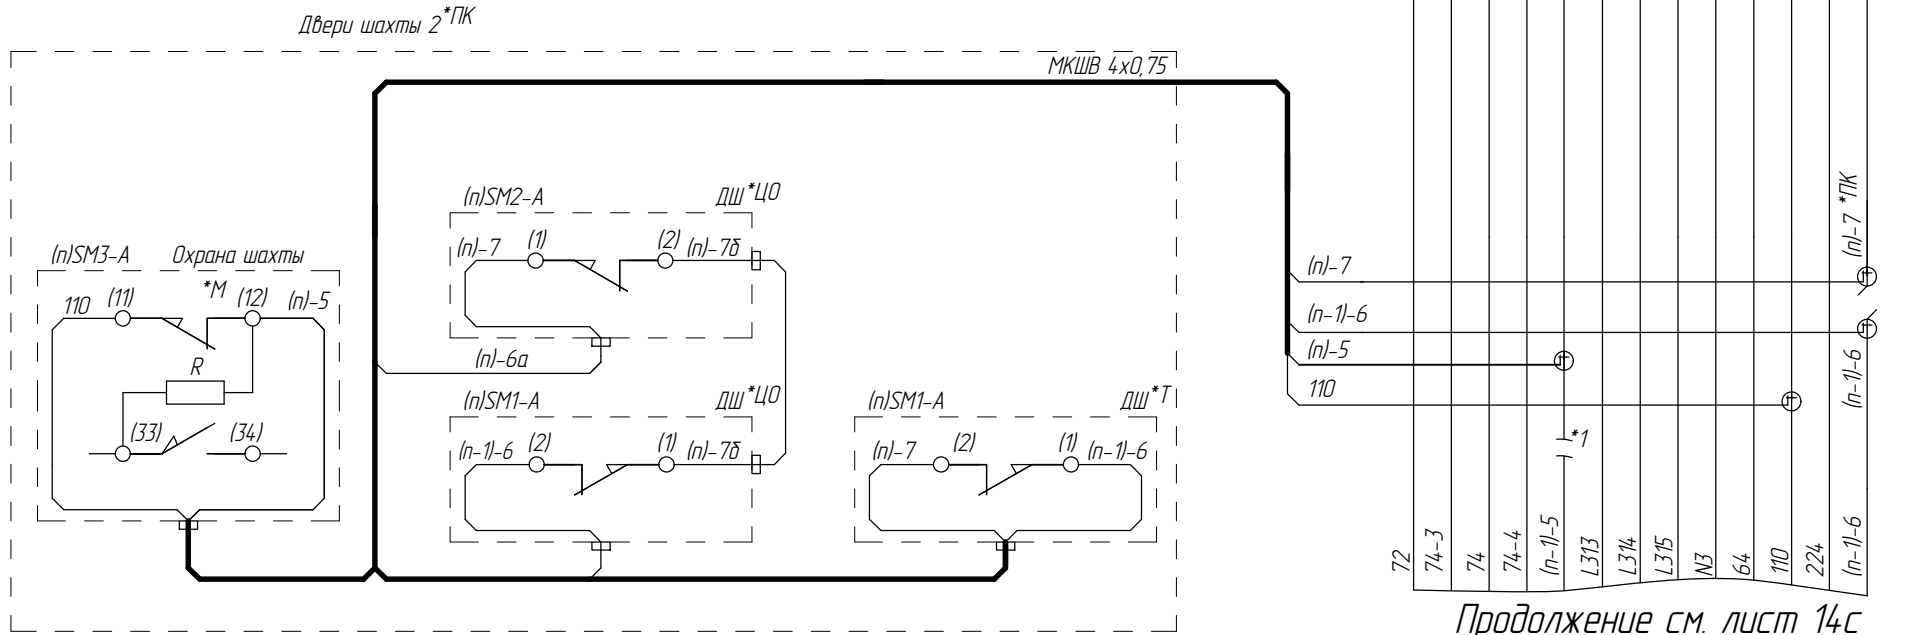 Двери шахты 2*ПК
МКШВ 4х0,75
(п)SM3-А Охрана шахты
*М
110 (11) (12) (п)-5
R
(33) (34)
(п)SM2-А ДШ*ЦО
(п)-7 (1) (2) (п)-7б
(п)-6а
(п)SM1-А ДШ*ЦО
(п-1)-6 (2) (1) (п)-7б
(п)SM1-А ДШ*Т
(п)-7 (2) (1) (п-1)-6
(п)-7
(п-1)-6
(п)-5
110
*1
(п)-7 *ПК
(п-1)-6
72
74-3
74
74-4
(п-1)-5
L313
L314
L315
N3
64
110
224
(п-1)-6
Продолжение см. лист 14с